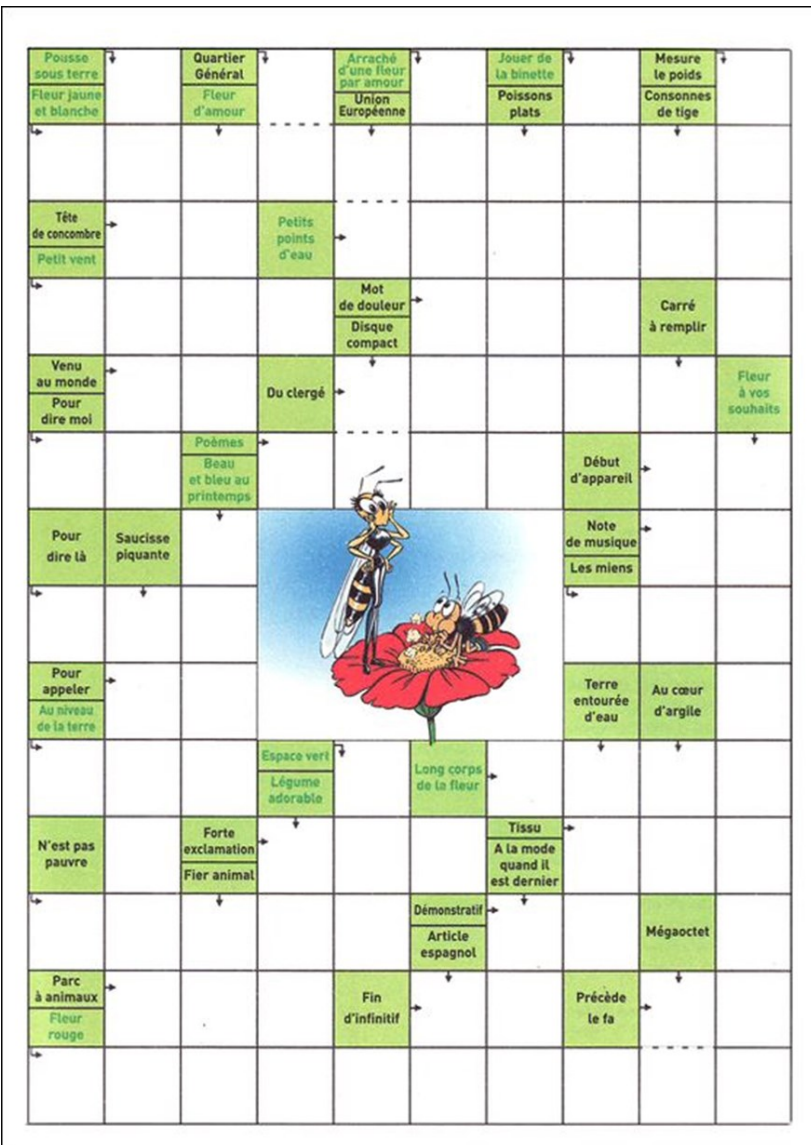 Pousse
sous terre
Fleur jaune
et blanche
Quartier
Général
Fleur
d'amour
Arraché
d'une fleur
par amour
Union
Européenne
Jouer de
la binette
Poissons
plats
Mesure
le poids
Consonnes
de tige
Tête
de concombre
Petit vent
Petits
points
d'eau
Mot
de douleur
Disque
compact
Carré
à remplir
Venu
au monde
Pour
dire moi
Du clergé
Fleur
à vos
souhaits
Poèmes
Beau
et bleu au
printemps
Début
d'appareil
Pour
dire là
Saucisse
piquante
Note
de musique
Les miens
Pour
appeler
Au niveau
de la terre
Terre
entourée
d'eau
Au cœur
d'argile
Espace vert
Légume
adorable
Long corps
de la fleur
N'est pas
pauvre
Forte
exclamation
Fier animal
Tissu
A la mode
quand il
est dernier
Démonstratif
Article
espagnol
Mégaoctet
Parc
à animaux
Fleur
rouge
Fin
d'infinitif
Précède
le fa